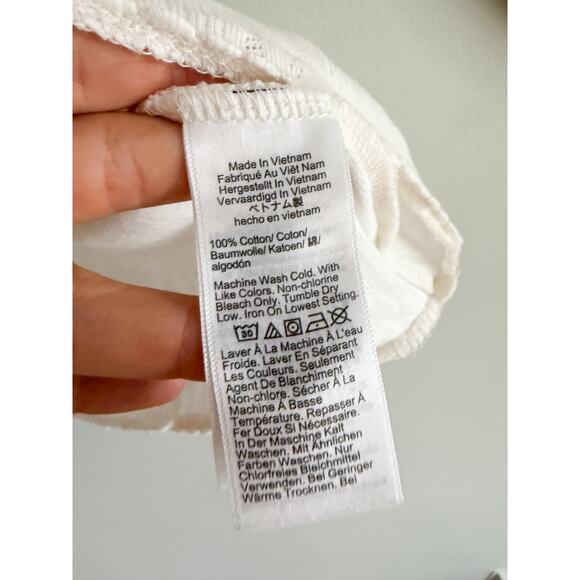 Made In Vietnam
Fabriqué Au Việt Nam
Hergestellt In Vietnam
Vervaardigd In Vietnam
ベトナム製
hecho en vietnam
100% Cotton/ Coton/
Baumwolle/ Katoen/ 綿/
algodón
Machine Wash Cold. With
Like Colors. Non-chlorine
Bleach Only. Tumble Dry
Low. Iron On Lowest Setting.
30
Laver À La Machine À L'eau
Froide. Laver En Séparant
Les Couleurs. Seulement
Agent De Blanchiment
Non-chlore. Sécher À La
Machine À Basse
Température. Repasser À
Fer Doux Si Nécessaire.
In Der Maschine Kalt
Waschen. Mit Ähnlichen
Farben Waschen. Nur
Chlorfreies Bleichmittel
Verwenden. Bei Geringer
Wärme Trocknen. Bei